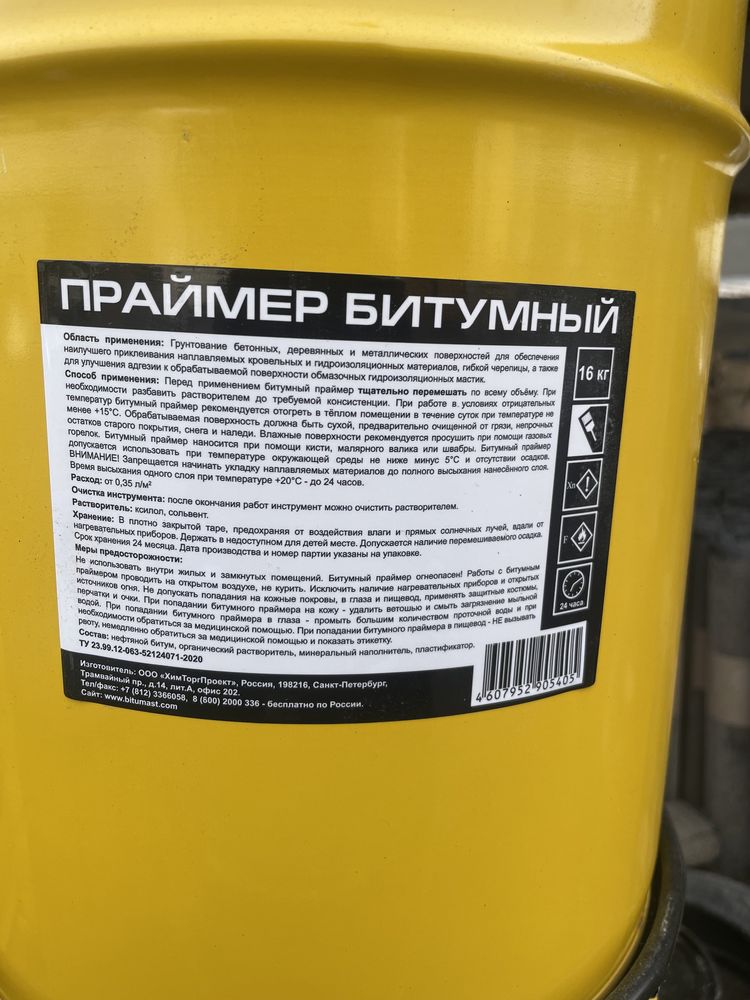 ПРАЙМЕР БИТУМНЫЙ
Область применения: Грунтование бетонных, деревянных и металлических поверхностей для обеспечения
наилучшего приклеивания наплавляемых кровельных и гидроизоляционных материалов, гибкой черепицы, а также
для улучшения адгезии к обрабатываемой поверхности обмазочных гидроизоляционных мастик.
Способ применения: Перед применением битумный праймер тщательно перемешать по всему объёму. При
необходимости разбавить растворителем до требуемой консистенции. При работе в условиях отрицательных
температур битумный праймер рекомендуется отогреть в тёплом помещении в течение суток при температуре не
менее +15°С. Обрабатываемая поверхность должна быть сухой, предварительно очищенной от грязи, непрочных
остатков старого покрытия, снега и наледи. Влажные поверхности рекомендуется просушить при помощи газовых
горелок. Битумный праймер наносится при помощи кисти, малярного валика или швабры. Битумный праймер
допускается использовать при температуре окружающей среды не ниже минус 5°С и отсутствии осадков.
ВНИМАНИЕ! Запрещается начинать укладку наплавляемых материалов до полного высыхания нанесённого слоя.
Время высыхания одного слоя при температуре +20°С - до 24 часов.
Расход: от 0,35 л/м²
Очистка инструмента: после окончания работ инструмент можно очистить растворителем.
Растворитель: ксилол, сольвент.
Хранение: В плотно закрытой таре, предохраняя от воздействия влаги и прямых солнечных лучей, вдали от
нагревательных приборов. Держать в недоступном для детей месте. Допускается наличие перемешиваемого осадка.
Срок хранения 24 месяца. Дата производства и номер партии указаны на упаковке.
Меры предосторожности:
Не использовать внутри жилых и замкнутых помещений. Битумный праймер огнеопасен! Работы с битумным
праймером проводить на открытом воздухе, не курить. Исключить наличие нагревательных приборов и открытых
источников огня. Не допускать попадания на кожные покровы, в глаза и пищевод, применять защитные костюмы,
перчатки и очки. При попадании битумного праймера на кожу - удалить ветошью и смыть загрязнение мыльной
водой. При попадании битумного праймера в глаза - промыть большим количеством проточной воды и при
необходимости обратиться за медицинской помощью. При попадании битумного праймера в пищевод - НЕ вызывать
рвоту, немедленно обратиться за медицинской помощью и показать этикетку.
Состав: нефтяной битум, органический растворитель, минеральный наполнитель, пластификатор.
ТУ 23.99.12-063-52124071-2020
16 кг
Xn
F
24 часа
Изготовитель: ООО «ХимТоргПроект», Россия, 198216, Санкт-Петербург,
Трамвайный пр., д.14, лит.А, офис 202.
Тел/факс: +7 (812) 3366058, 8 (600) 2000 336 - бесплатно по России.
Сайт: www.bitumast.com
4 607952 905405